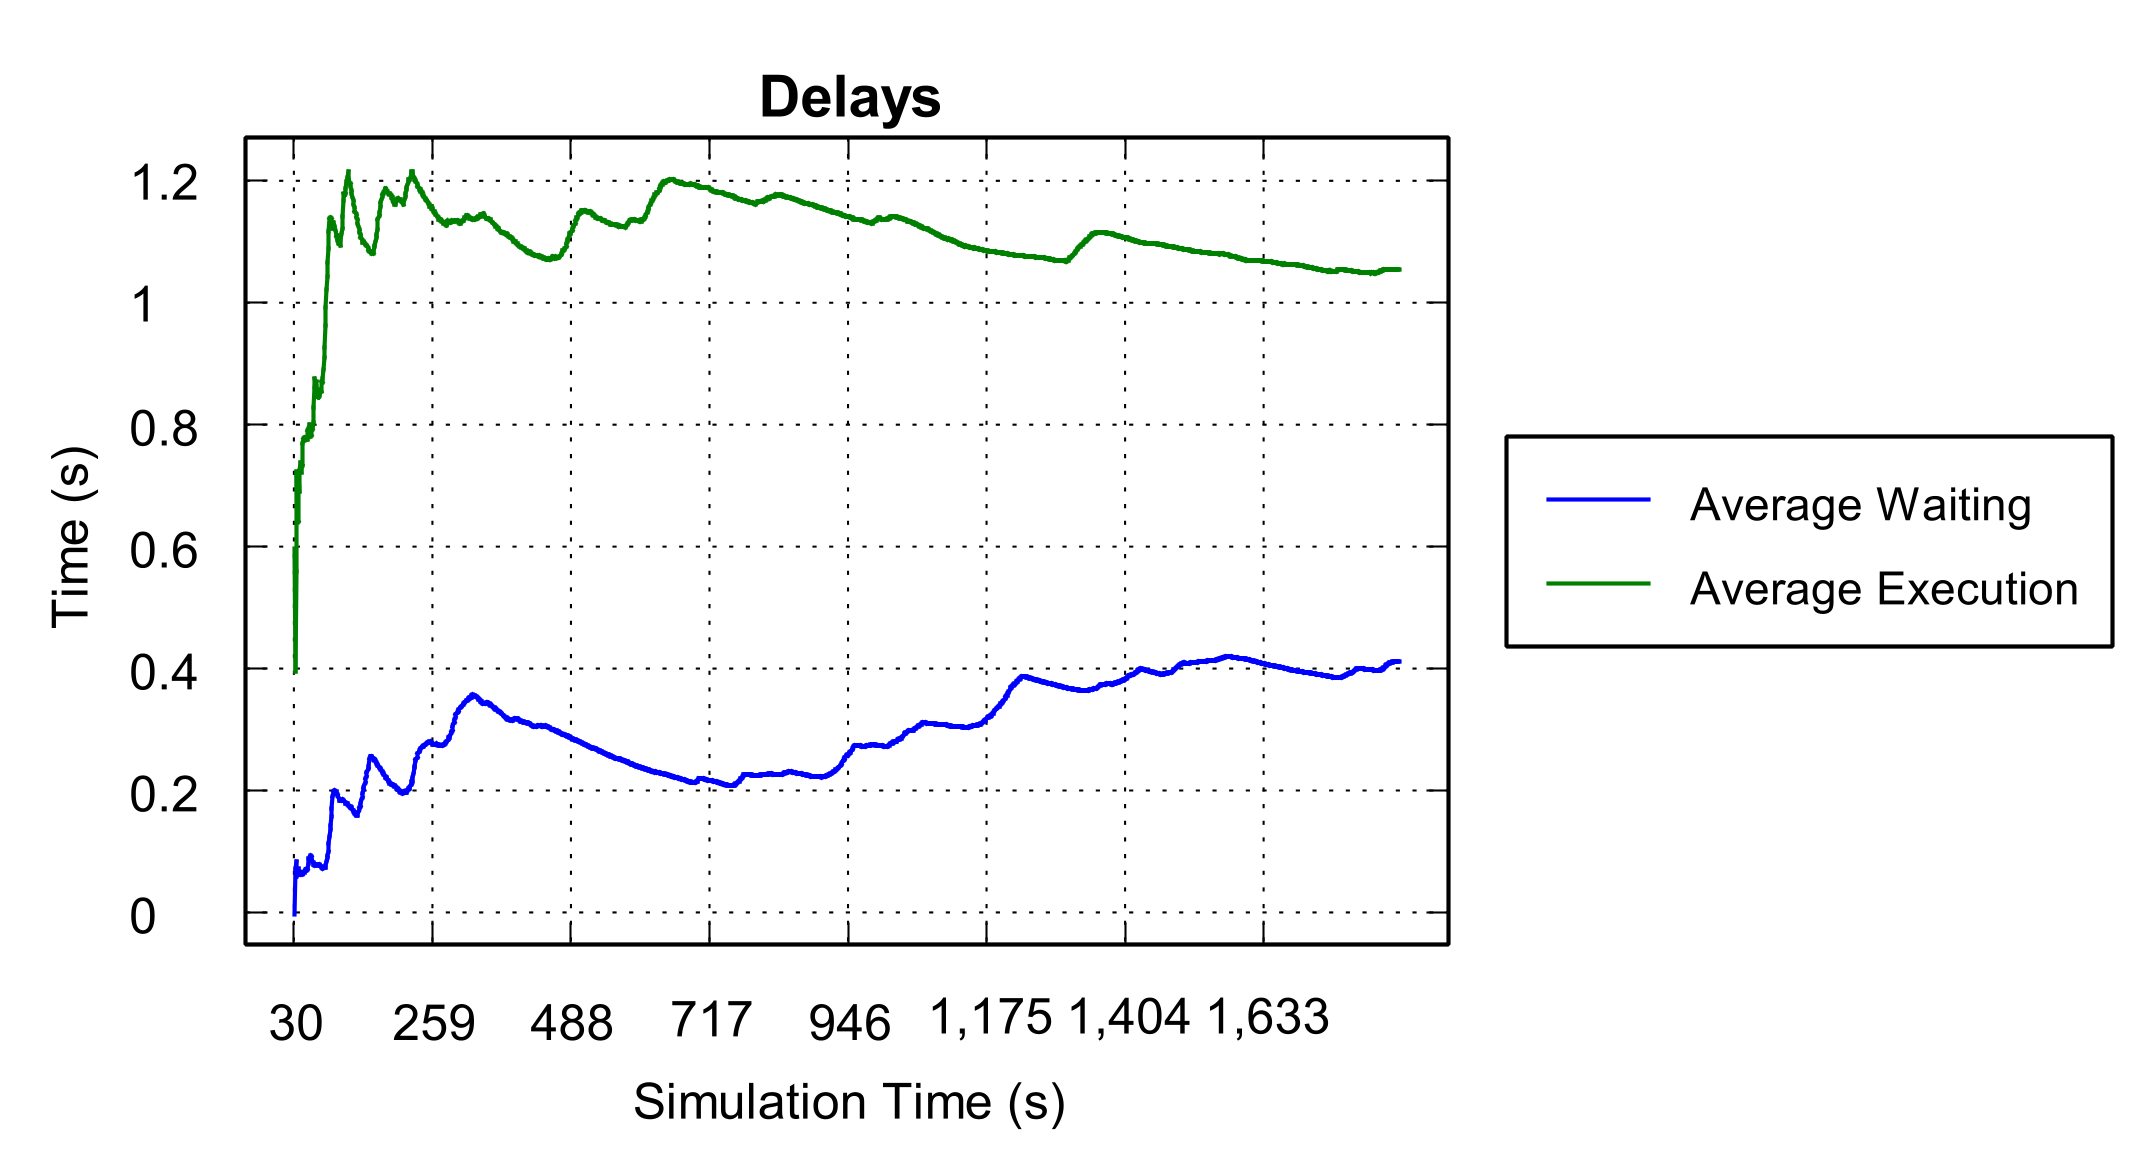 Delays
1.2
1
0.8
0.6
0.4
0.2
0
Time (s)
30 259 488 717 946 1,175 1,404 1,633
Simulation Time (s)
Average Waiting
Average Execution